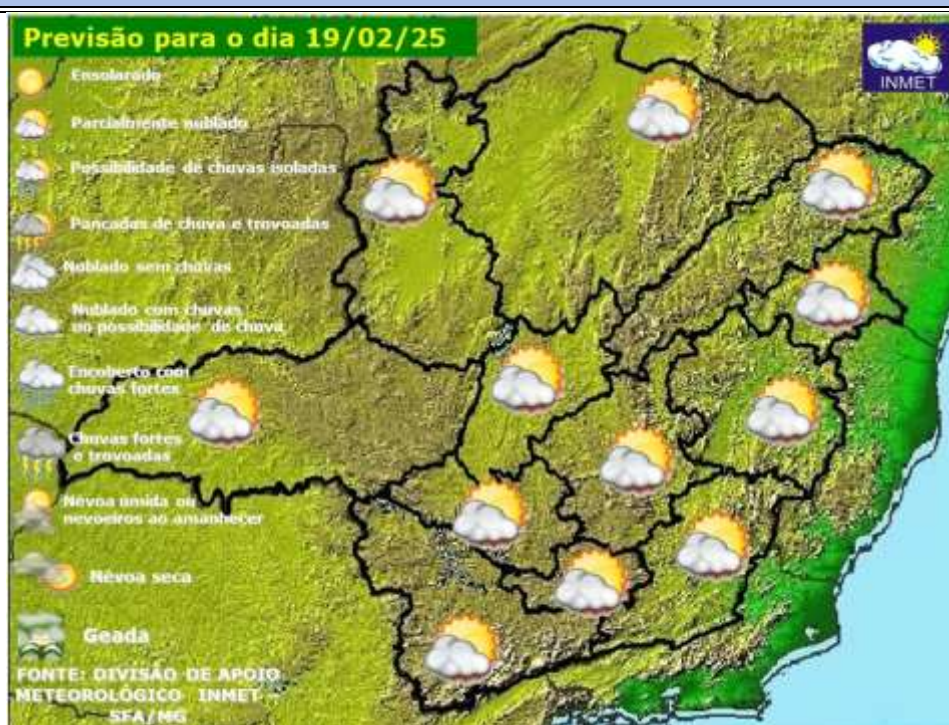 Previsão para o dia 19/02/25
INMET
Ensolarado
Parcialmente nublado
Possibilidade de chuvas isoladas
Pancadas de chuva e trovoadas
Nublado sem chuvas
Nublado com chuvas
ou possibilidade de chuva
Encoberto com
chuvas fortes
Chuvas fortes
e trovoadas
Névoa úmida ou
nevoeiros ao amanhecer
Névoa seca
Geada
FONTE: DIVISÃO DE APOIO
METEOROLÓGICO INMET -
SFA/MG